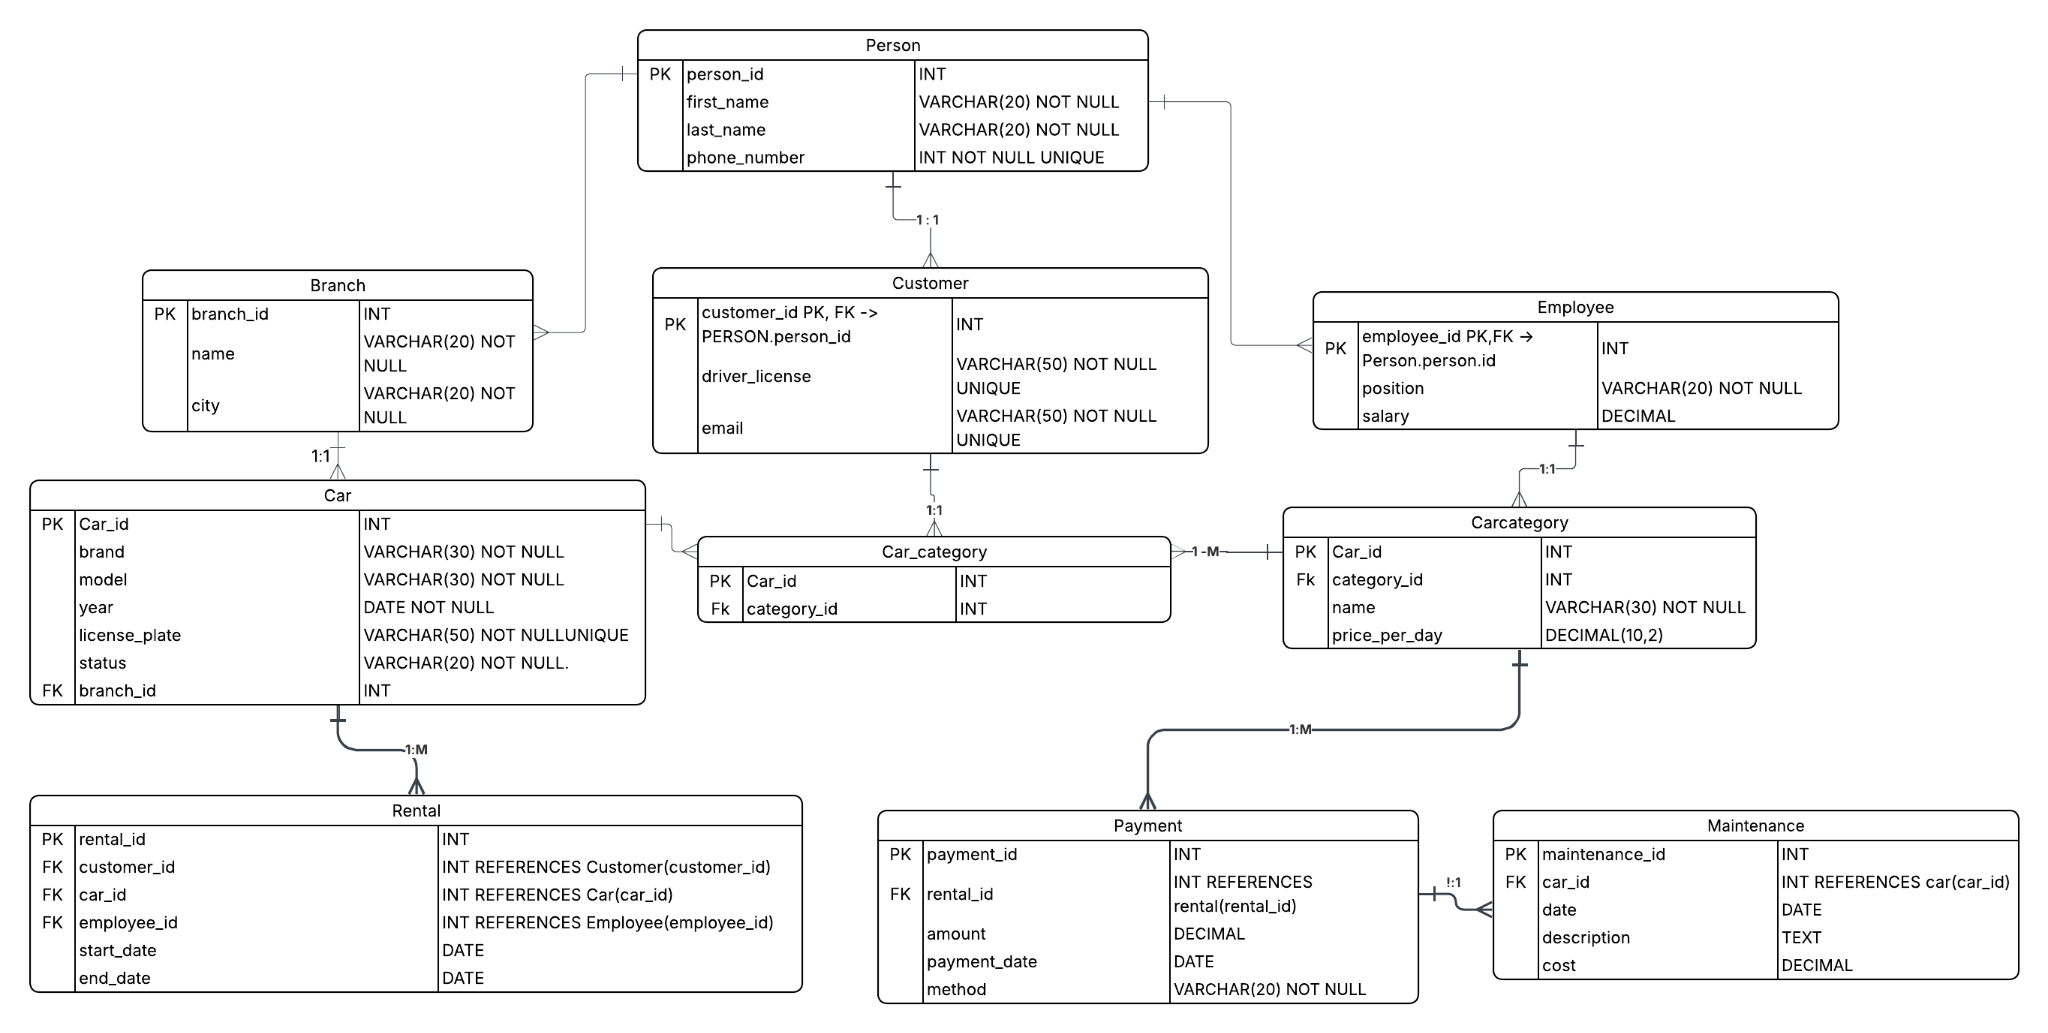 Person
PK person_id INT
first_name VARCHAR(20) NOT NULL
last_name VARCHAR(20) NOT NULL
phone_number INT NOT NULL UNIQUE
1 : 1
Branch
PK branch_id INT
name VARCHAR(20) NOT
NULL
city VARCHAR(20) NOT
NULL
Customer
PK customer_id PK, FK ->
PERSON.person_id INT
driver_license VARCHAR(50) NOT NULL
UNIQUE
email VARCHAR(50) NOT NULL
UNIQUE
Employee
PK employee_id PK,FK →
Person.person.id INT
position VARCHAR(20) NOT NULL
salary DECIMAL
1:1
1:1
1:1
Car
PK Car_id INT
brand VARCHAR(30) NOT NULL
model VARCHAR(30) NOT NULL
year DATE NOT NULL
license_plate VARCHAR(50) NOT NULLUNIQUE
status VARCHAR(20) NOT NULL.
FK branch_id INT
Car_category
PK Car_id INT
Fk category_id INT
1 -M
Carcategory
PK Car_id INT
Fk category_id INT
name VARCHAR(30) NOT NULL
price_per_day DECIMAL(10,2)
1:M
1:M
Rental
PK rental_id INT
FK customer_id INT REFERENCES Customer(customer_id)
FK car_id INT REFERENCES Car(car_id)
FK employee_id INT REFERENCES Employee(employee_id)
start_date DATE
end_date DATE
Payment
PK payment_id INT
FK rental_id INT REFERENCES
rental(rental_id)
amount DECIMAL
payment_date DATE
method VARCHAR(20) NOT NULL
!:1
Maintenance
PK maintenance_id INT
FK car_id INT REFERENCES car(car_id)
date DATE
description TEXT
cost DECIMAL